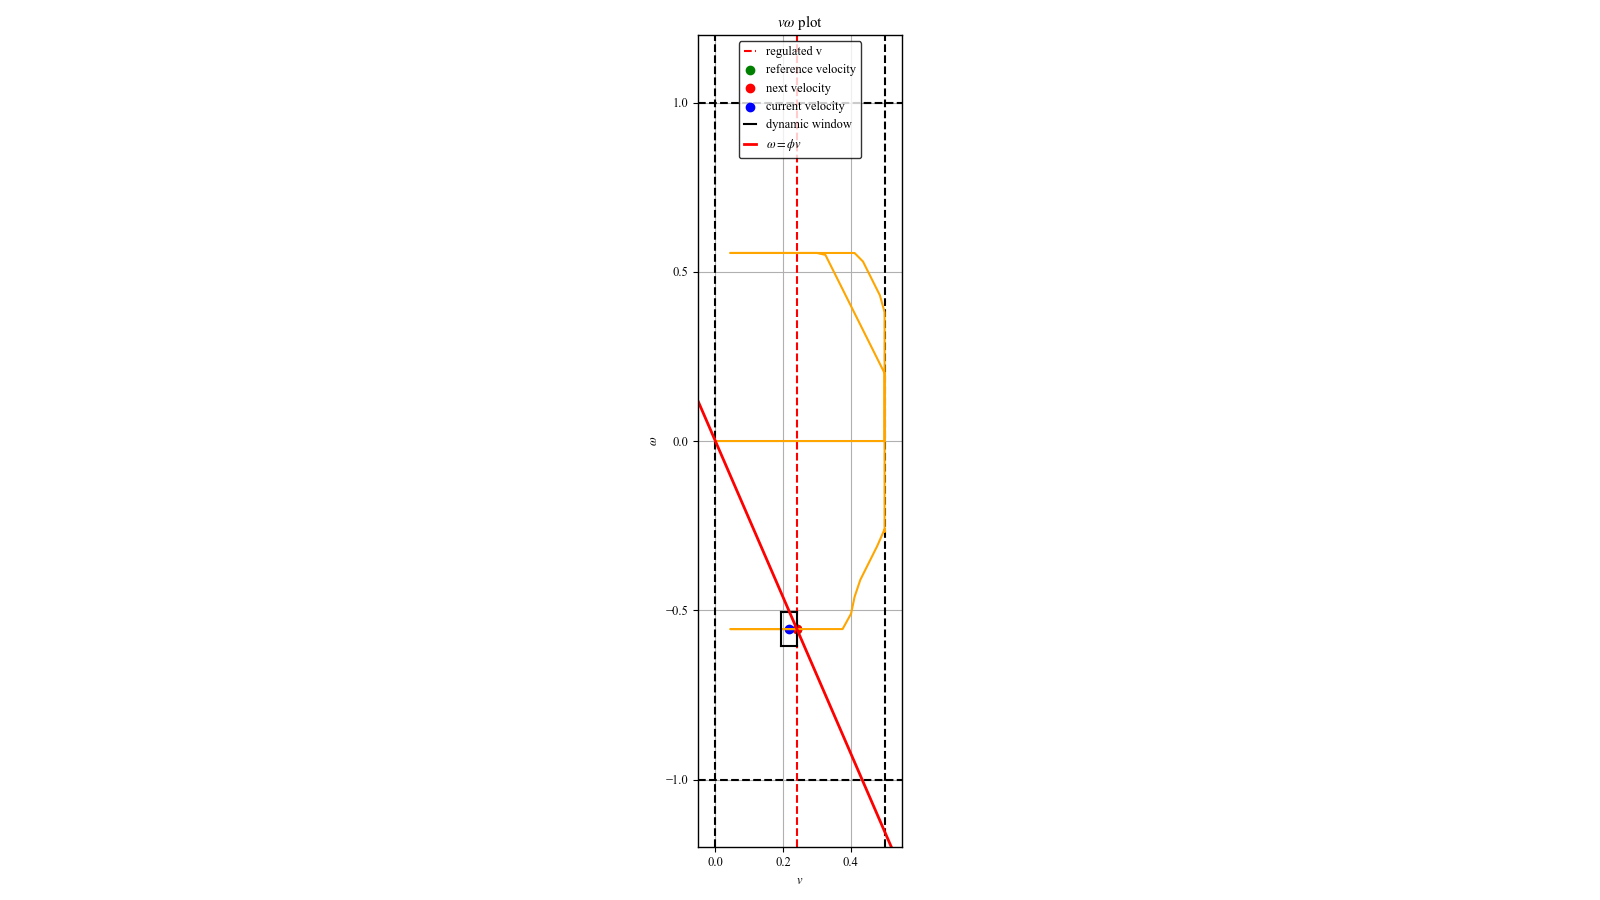 vω plot
regulated v
reference velocity
next velocity
current velocity
dynamic window
ω = ϕv
1.0
0.5
0.0
−0.5
−1.0
ω
0.0 0.2 0.4
v